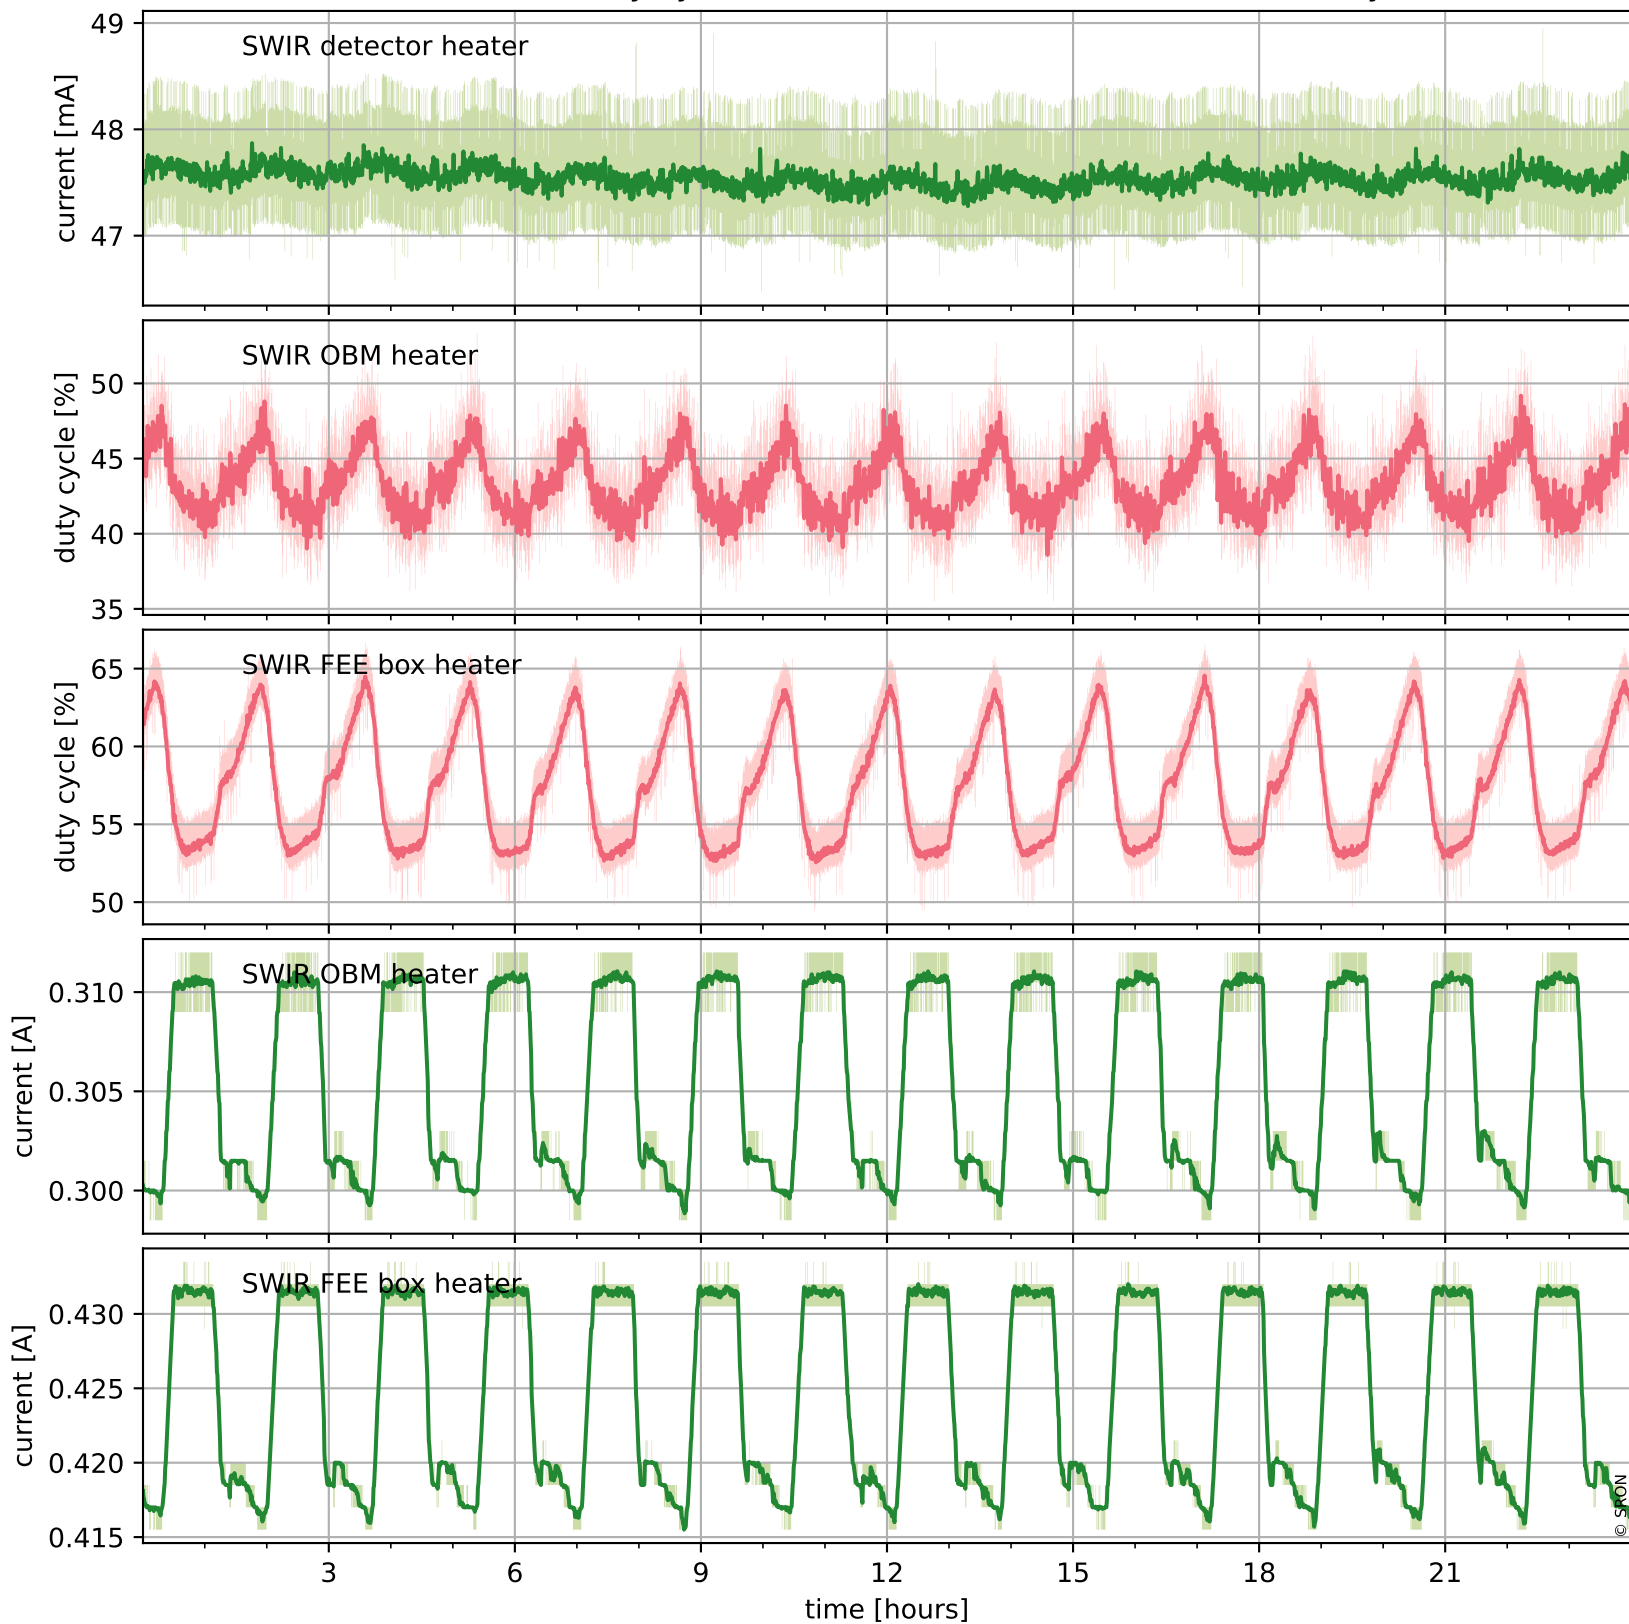 49
SWIR detector heater
48
47
current [mA]
SWIR OBM heater
50
45
40
35
duty cycle [%]
SWIR FEE box heater
65
60
55
50
duty cycle [%]
SWIR OBM heater
0.310
0.305
0.300
current [A]
SWIR FEE box heater
0.430
0.425
0.420
0.415
current [A]
© SRON
3 6 9 12 15 18 21
time [hours]